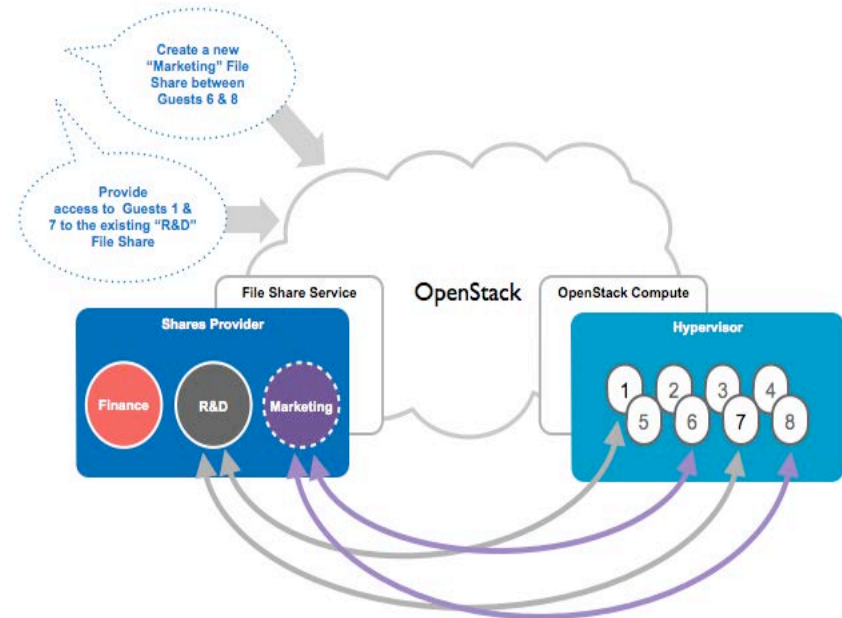 Create a new
“Marketing” File
Share between
Guests 6 & 8
Provide
access to Guests 1 &
7 to the existing “R&D”
File Share
File Share Service
OpenStack
OpenStack Compute
Shares Provider
Hypervisor
Finance
R&D
Marketing
1 2 3 4
5 6 7 8